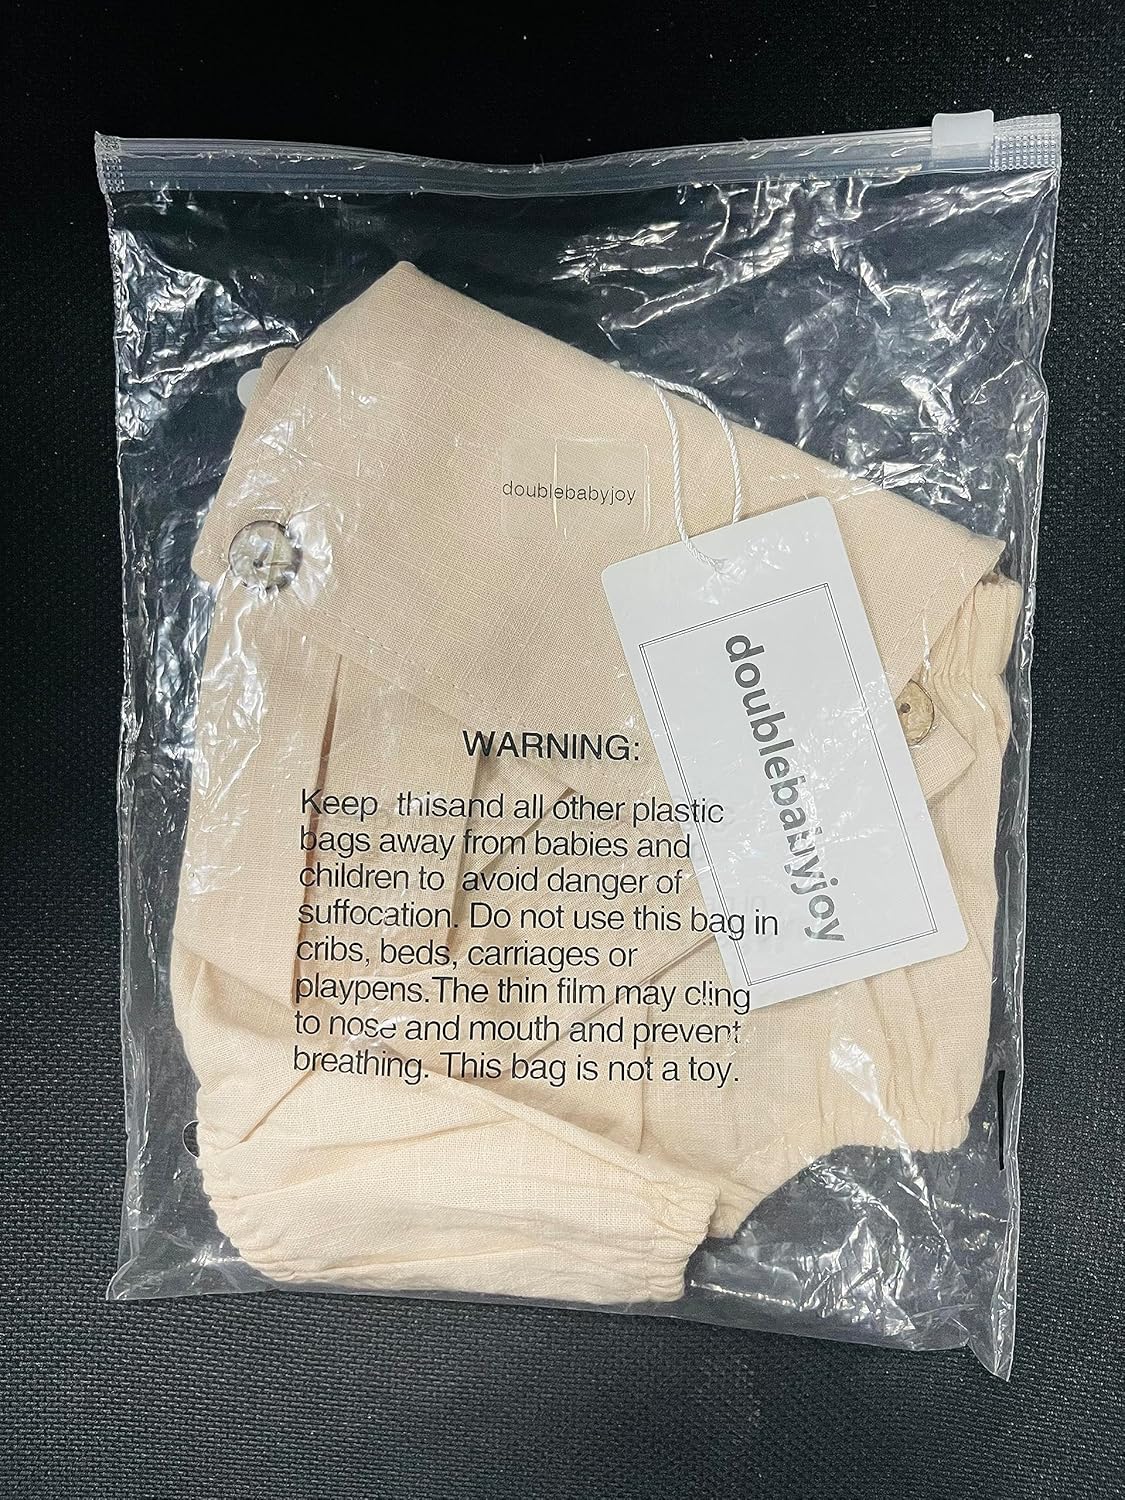 doublebabyjoy
doublebabyjoy
WARNING:
Keep thisand all other plastic
bags away from babies and
children to avoid danger of
suffocation. Do not use this bag in
cribs, beds, carriages or
playpens.The thin film may cling
to nose and mouth and prevent
breathing. This bag is not a toy.